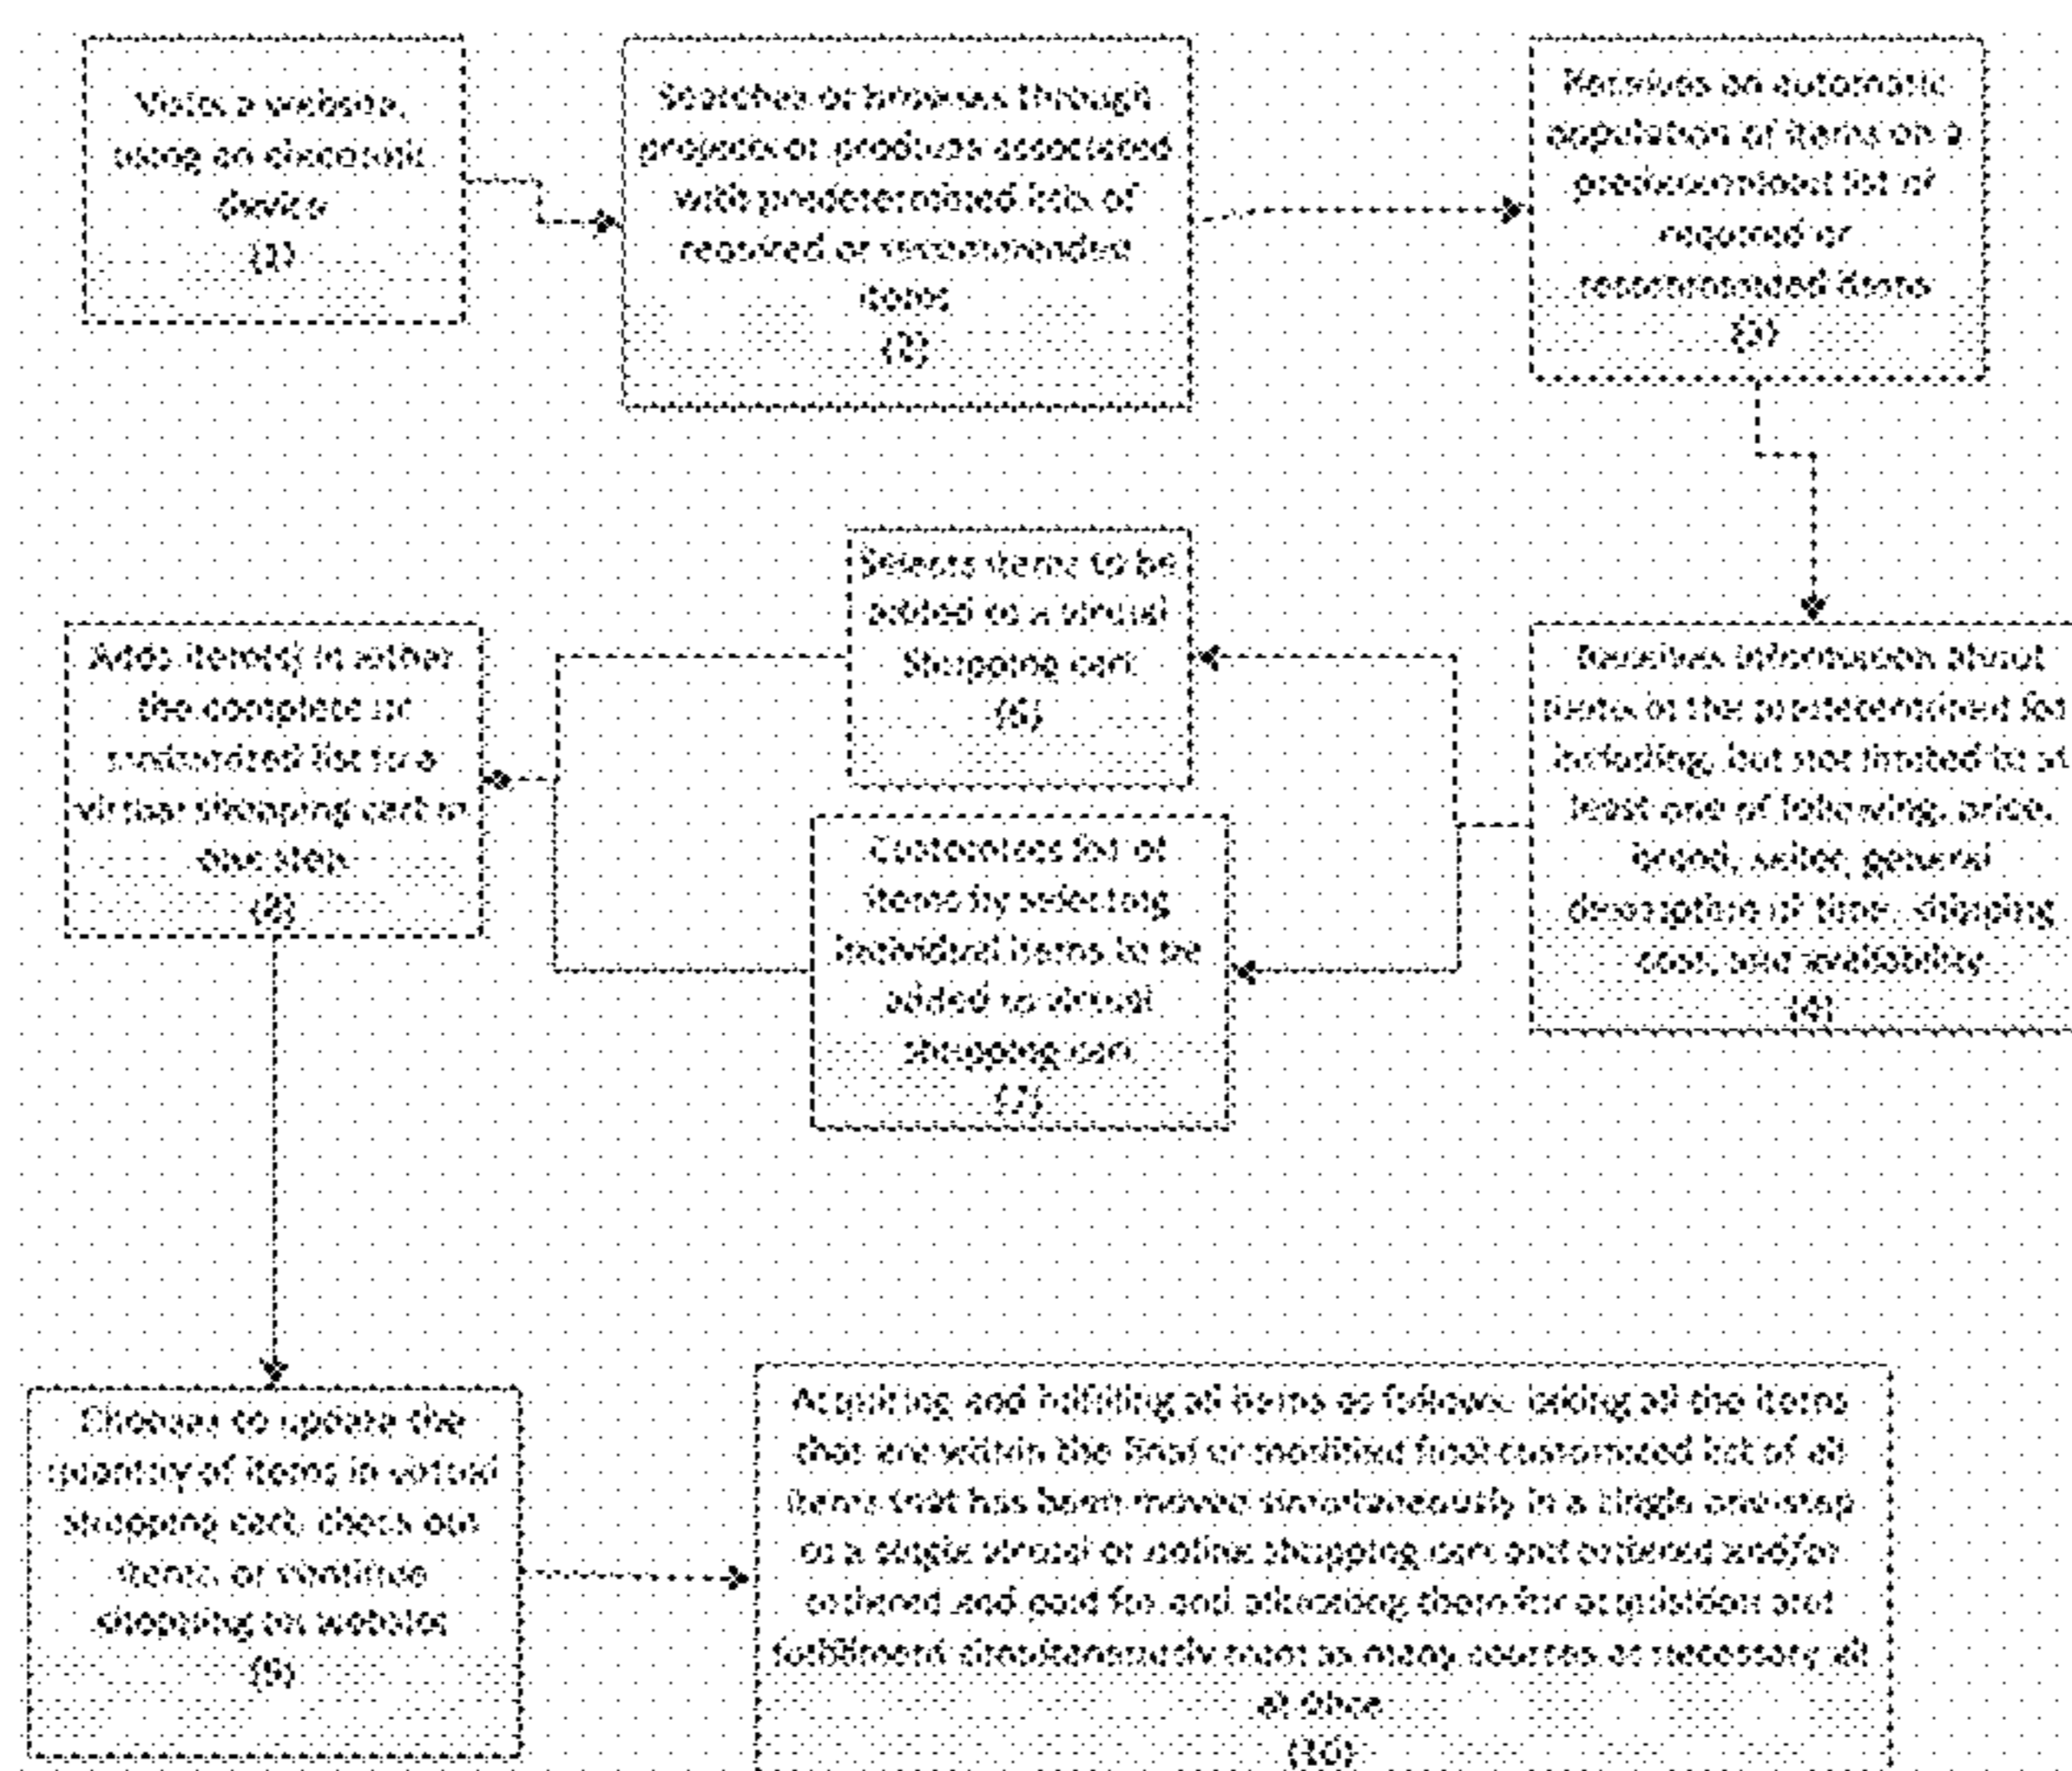 Visits a website,
using an electronic
device
(1)
Searches or browses through
projects or products associated
with predetermined lists of
required or recommended
items
(2)
Receives an automatic
population of items on a
predetermined list of
required or
recommended items
(3)
Receives information about
items in the predetermined list
including, but not limited to at
least one of following, price,
brand, seller, general
description of time, shipping
cost, and availability
(4)
Selects items to be
added to a virtual
Shopping cart
(6)
Customizes list of
items by selecting
individual items to be
added to virtual
shopping cart
(7)
Adds item(s) in either
the complete or
customized list to a
virtual shopping cart in
one step
(8)
Chooses to update the
quantity of items in virtual
shopping cart, check out
items, or continue
shopping on website
(9)
Acquiring and fulfilling all items as follows: taking all the items
that are within the final or modified final customized list of all
items that has been moved simultaneously in a single one-step
in a single virtual or online shopping cart and ordered and/or
ordered and paid for and allocating them for acquisition and
fulfillment simultaneously from as many sources as necessary all
at Once
(10)